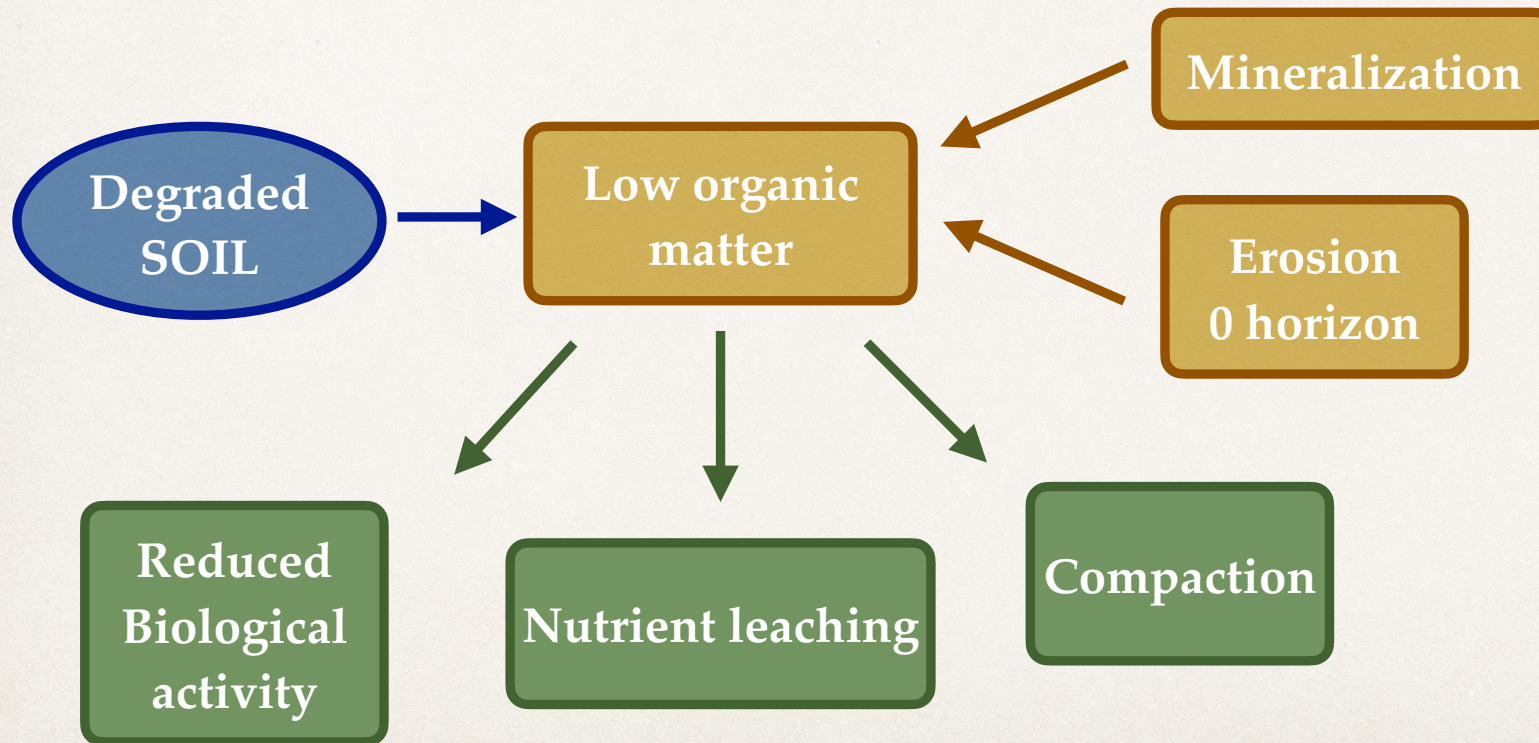 Mineralization
Degraded
SOIL
Low organic
matter
Erosion
0 horizon
Reduced
Biological
activity
Nutrient leaching
Compaction